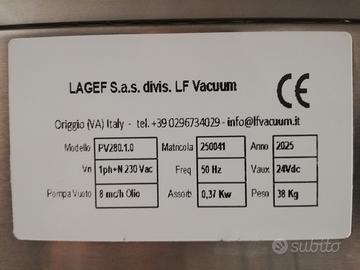 LAGEF S.a.s. divis. LF Vacuum
CE
Origgio (VA) Italy - tel. +39 0296734029 - info@lfvacuum.it
Modello PV280.1.0 Matricola 250041 Anno 2025
Vn 1ph+N 230 Vac Freq 50 Hz Vaux 24Vdc
Pompa Vuoto 8 mc/h Olio Assorb 0,37 Kw Peso 38 Kg
subito